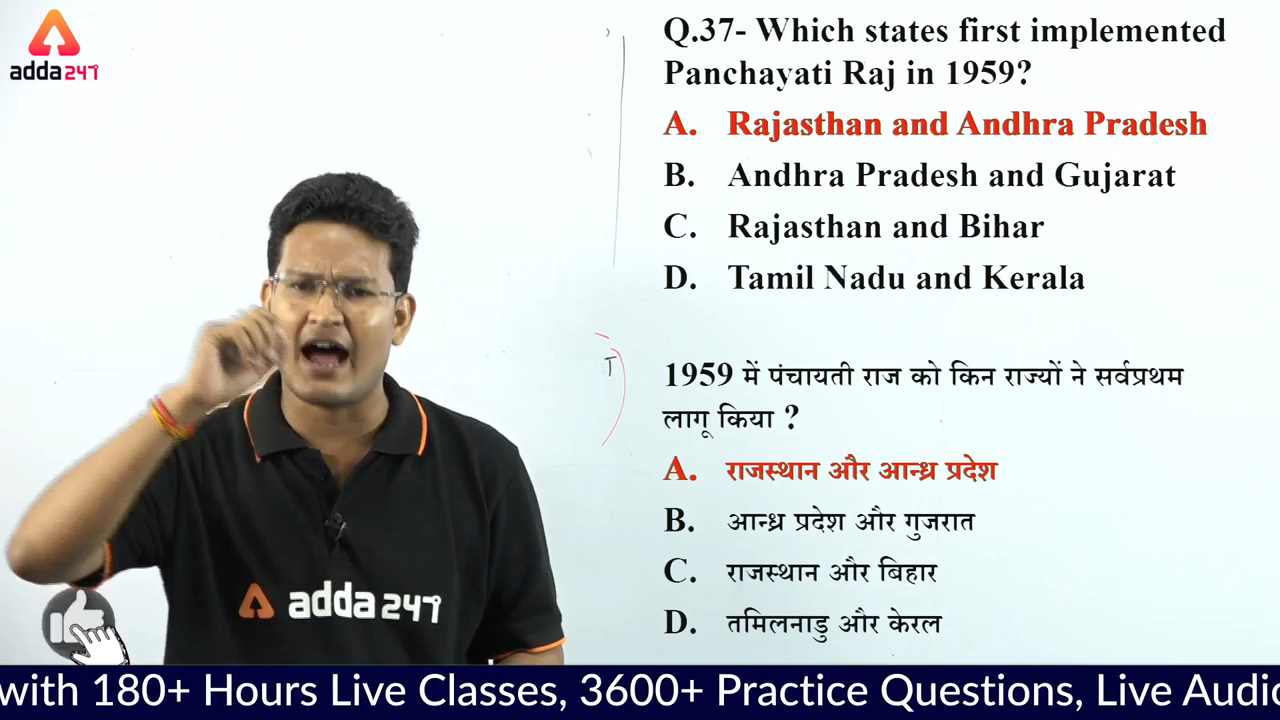 adda247
Q.37- Which states first implemented
Panchayati Raj in 1959?
A. Rajasthan and Andhra Pradesh
B. Andhra Pradesh and Gujarat
C. Rajasthan and Bihar
D. Tamil Nadu and Kerala
1959 में पंचायती राज को किन राज्यों ने सर्वप्रथम
लागू किया ?
A. राजस्थान और आन्ध्र प्रदेश
B. आन्ध्र प्रदेश और गुजरात
C. राजस्थान और बिहार
D. तमिलनाडु और केरल
adda247
with 180+ Hours Live Classes, 3600+ Practice Questions, Live Audio